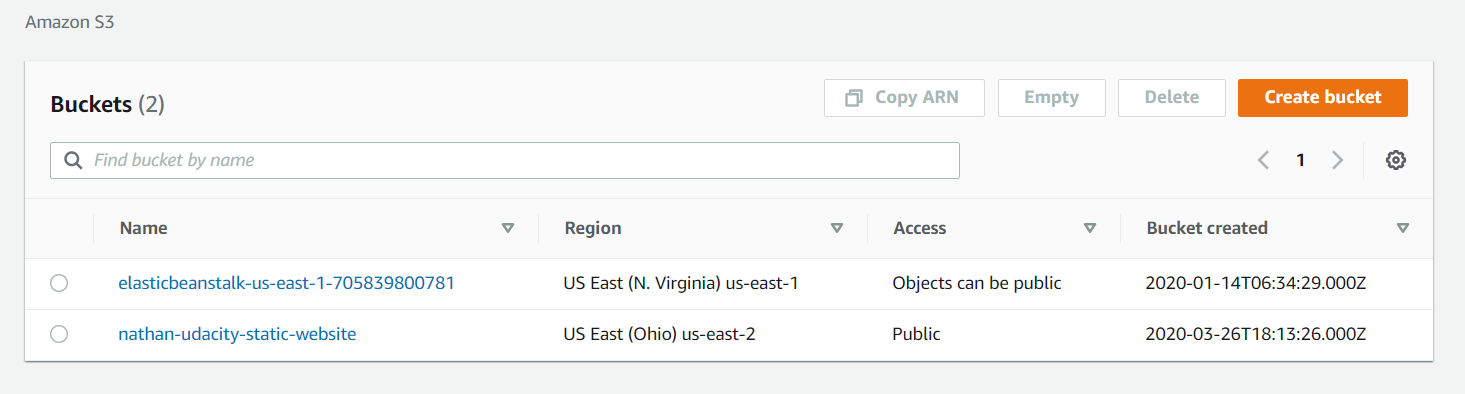 Amazon S3
Buckets (2)
Copy ARN Empty Delete Create bucket
Find bucket by name
1
Name Region Access Bucket created
elasticbeanstalk-us-east-1-705839800781 US East (N. Virginia) us-east-1 Objects can be public 2020-01-14T06:34:29.000Z
nathan-udacity-static-website US East (Ohio) us-east-2 Public 2020-03-26T18:13:26.000Z